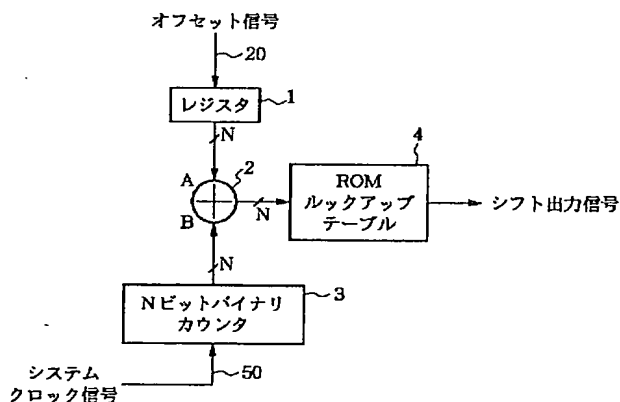 オフセット信号
20
レジスタ
1
N
A
2
B
N
4
ROM
ルックアップ
テーブル
シフト出力信号
N
Nビットバイナリ
カウンタ
3
システム
クロック信号
50